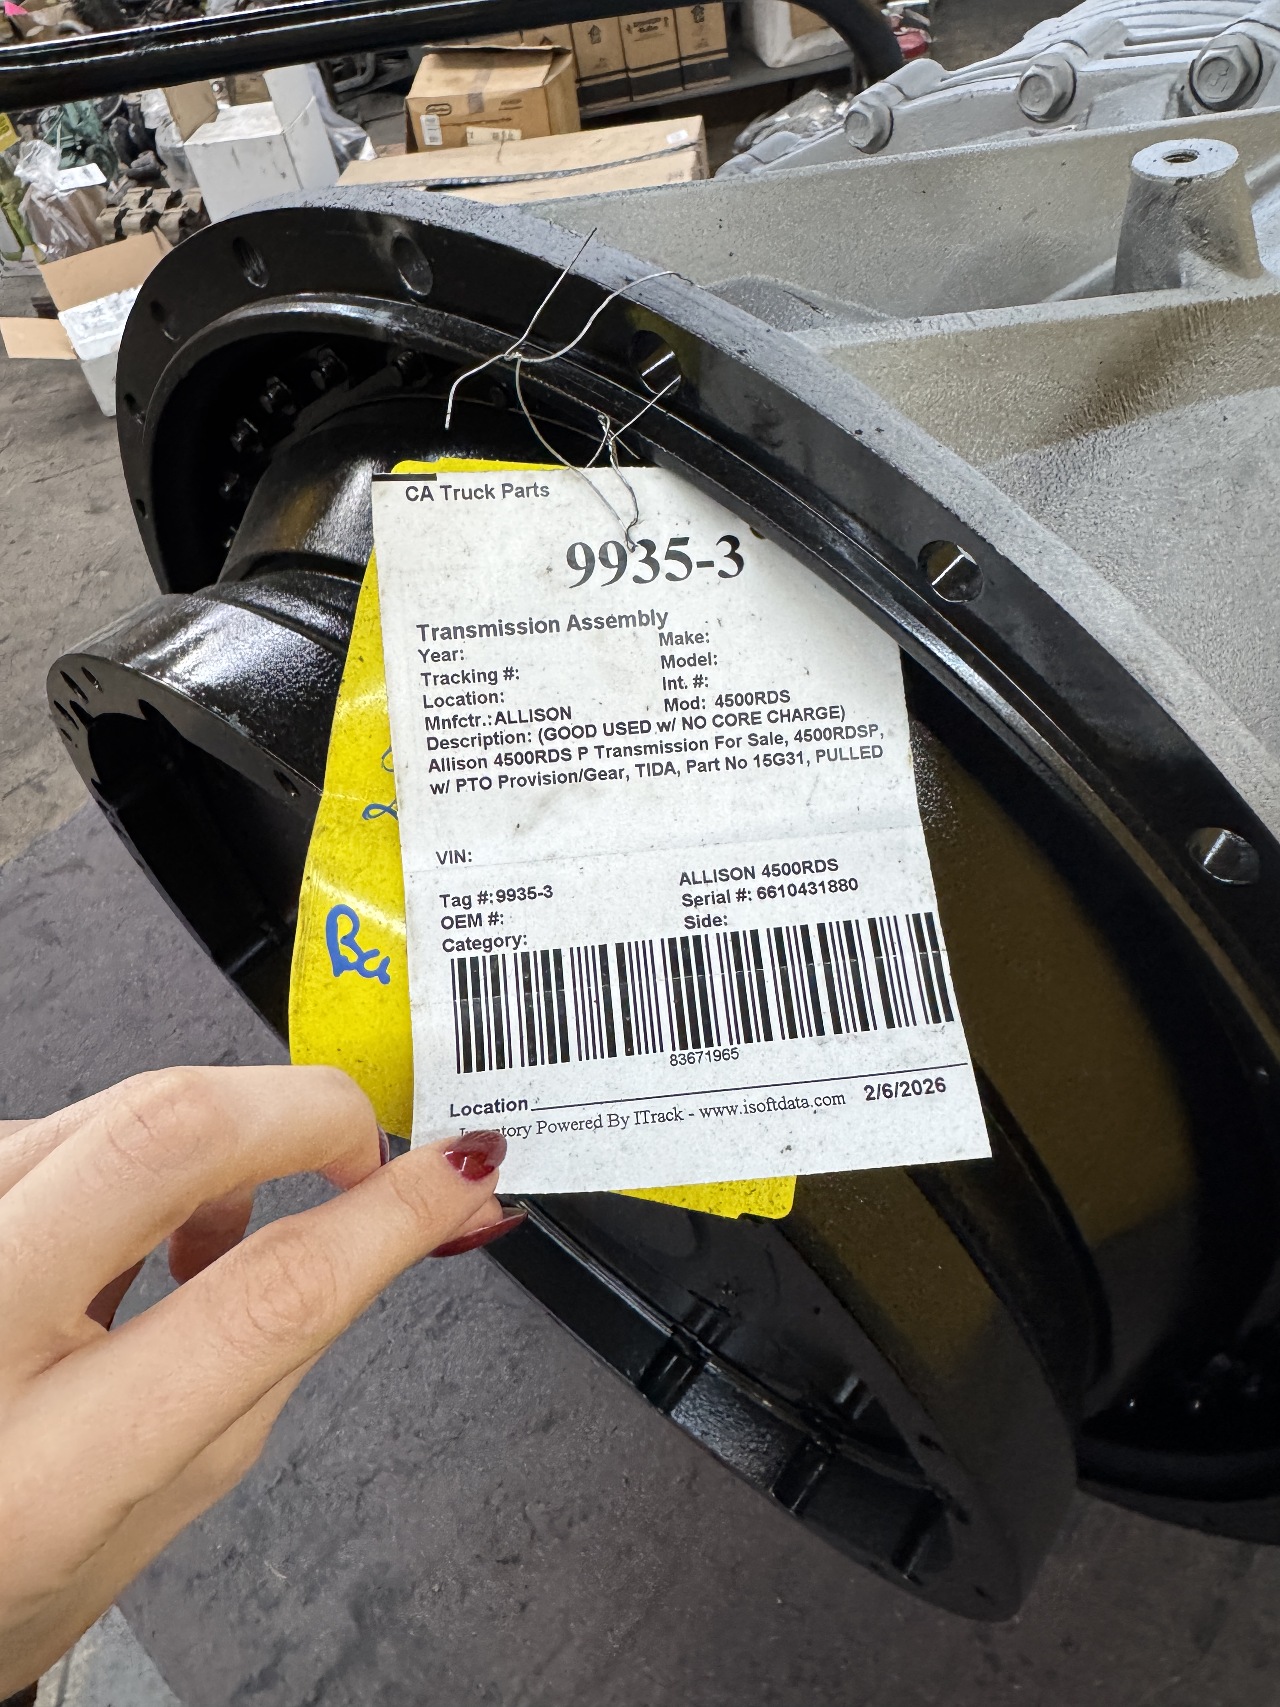 CA Truck Parts
9935-3
Transmission Assembly
Year: Make:
Tracking #: Model:
Location: Int. #:
Mnfctr.: ALLISON Mod: 4500RDS
Description: (GOOD USED w/ NO CORE CHARGE)
Allison 4500RDS P Transmission For Sale, 4500RDSP,
w/ PTO Provision/Gear, TIDA, Part No 15G31, PULLED
VIN:
ALLISON 4500RDS
Tag #: 9935-3 Serial #: 6610431880
OEM #: Side:
Category:
83671965
Location 2/6/2026
Powered By ITrack - www.isoftdata.com